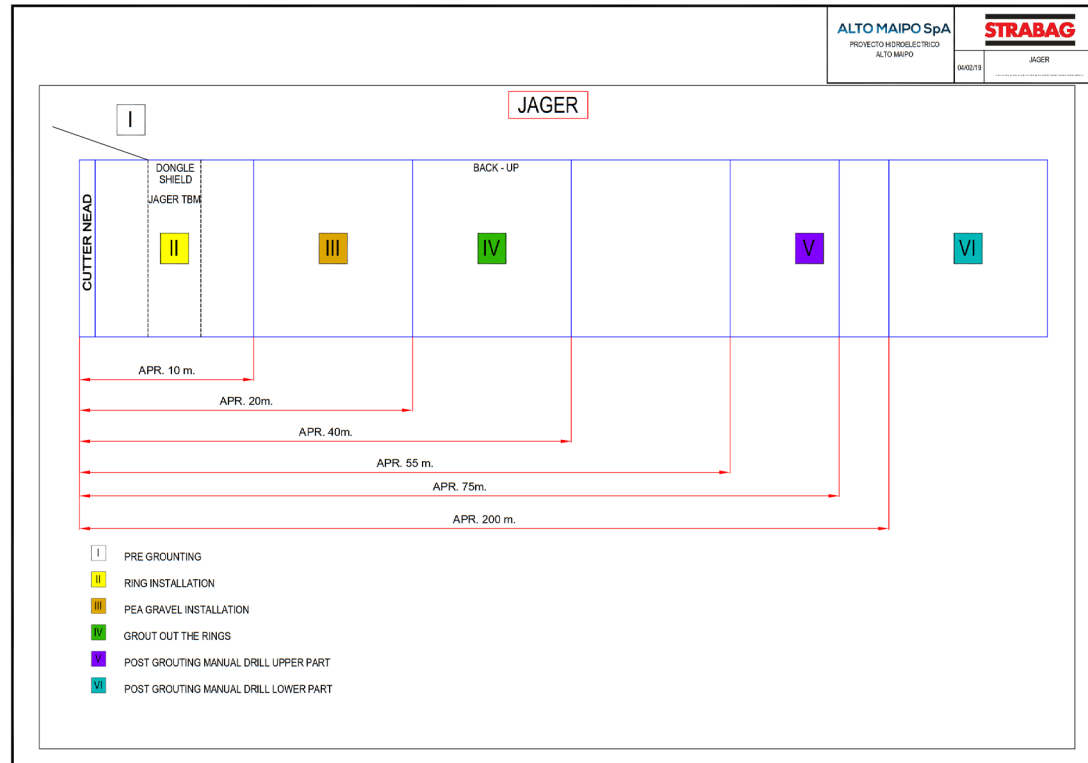 ALTO MAIPO SpA
PROYECTO HIDROELECTRICO
ALTO MAIPO
STRABAG
04/02/19
JAGER
JAGER
I
DONGLE
SHIELD
JAGER TBM
BACK - UP
CUTTER NEAD
II
III
IV
V
VI
APR. 10 m.
APR. 20m.
APR. 40m.
APR. 55 m.
APR. 75m.
APR. 200 m.
I PRE GROUNTING
II RING INSTALLATION
III PEA GRAVEL INSTALLATION
IV GROUT OUT THE RINGS
V POST GROUTING MANUAL DRILL UPPER PART
VI POST GROUTING MANUAL DRILL LOWER PART